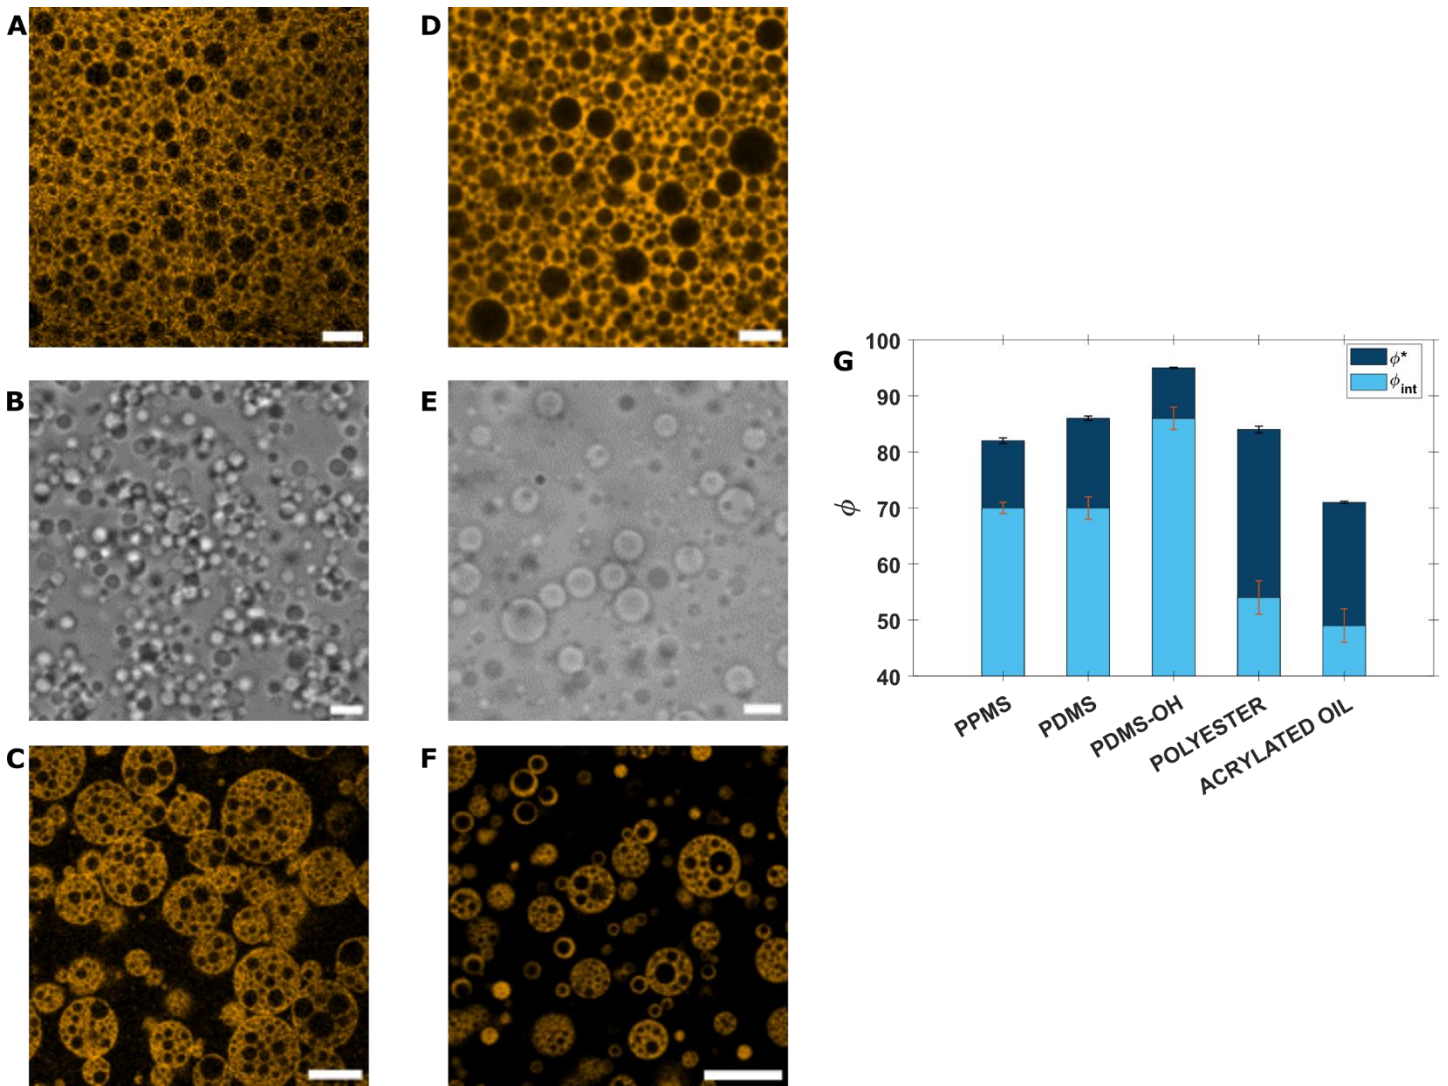 A
D
B
E
C
F
G
100
90
80
70
60
50
40
ϕ
ϕ*
ϕint
PPMS
PDMS
PDMS-OH
POLYESTER
ACRYLATED OIL